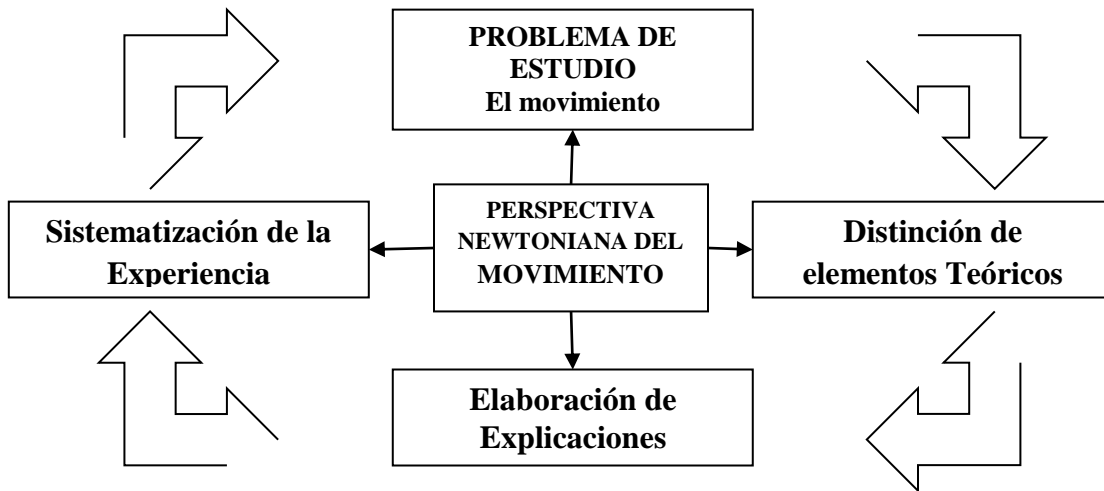 PROBLEMA DE
ESTUDIO
El movimiento
Sistematización de la
Experiencia
PERSPECTIVA
NEWTONIANA DEL
MOVIMIENTO
Distinción de
elementos Teóricos
Elaboración de
Explicaciones